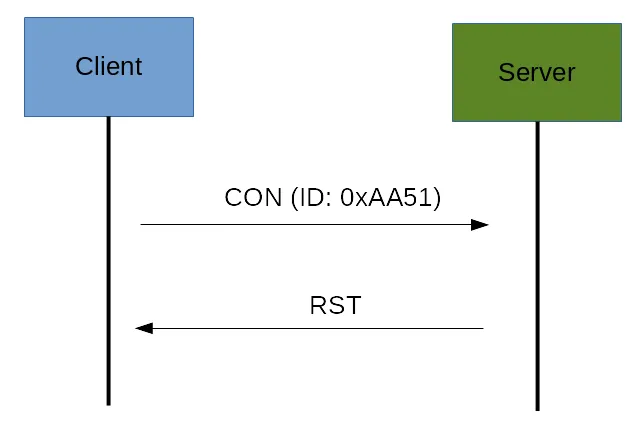 Client
Server
CON (ID: 0xAA51)
RST